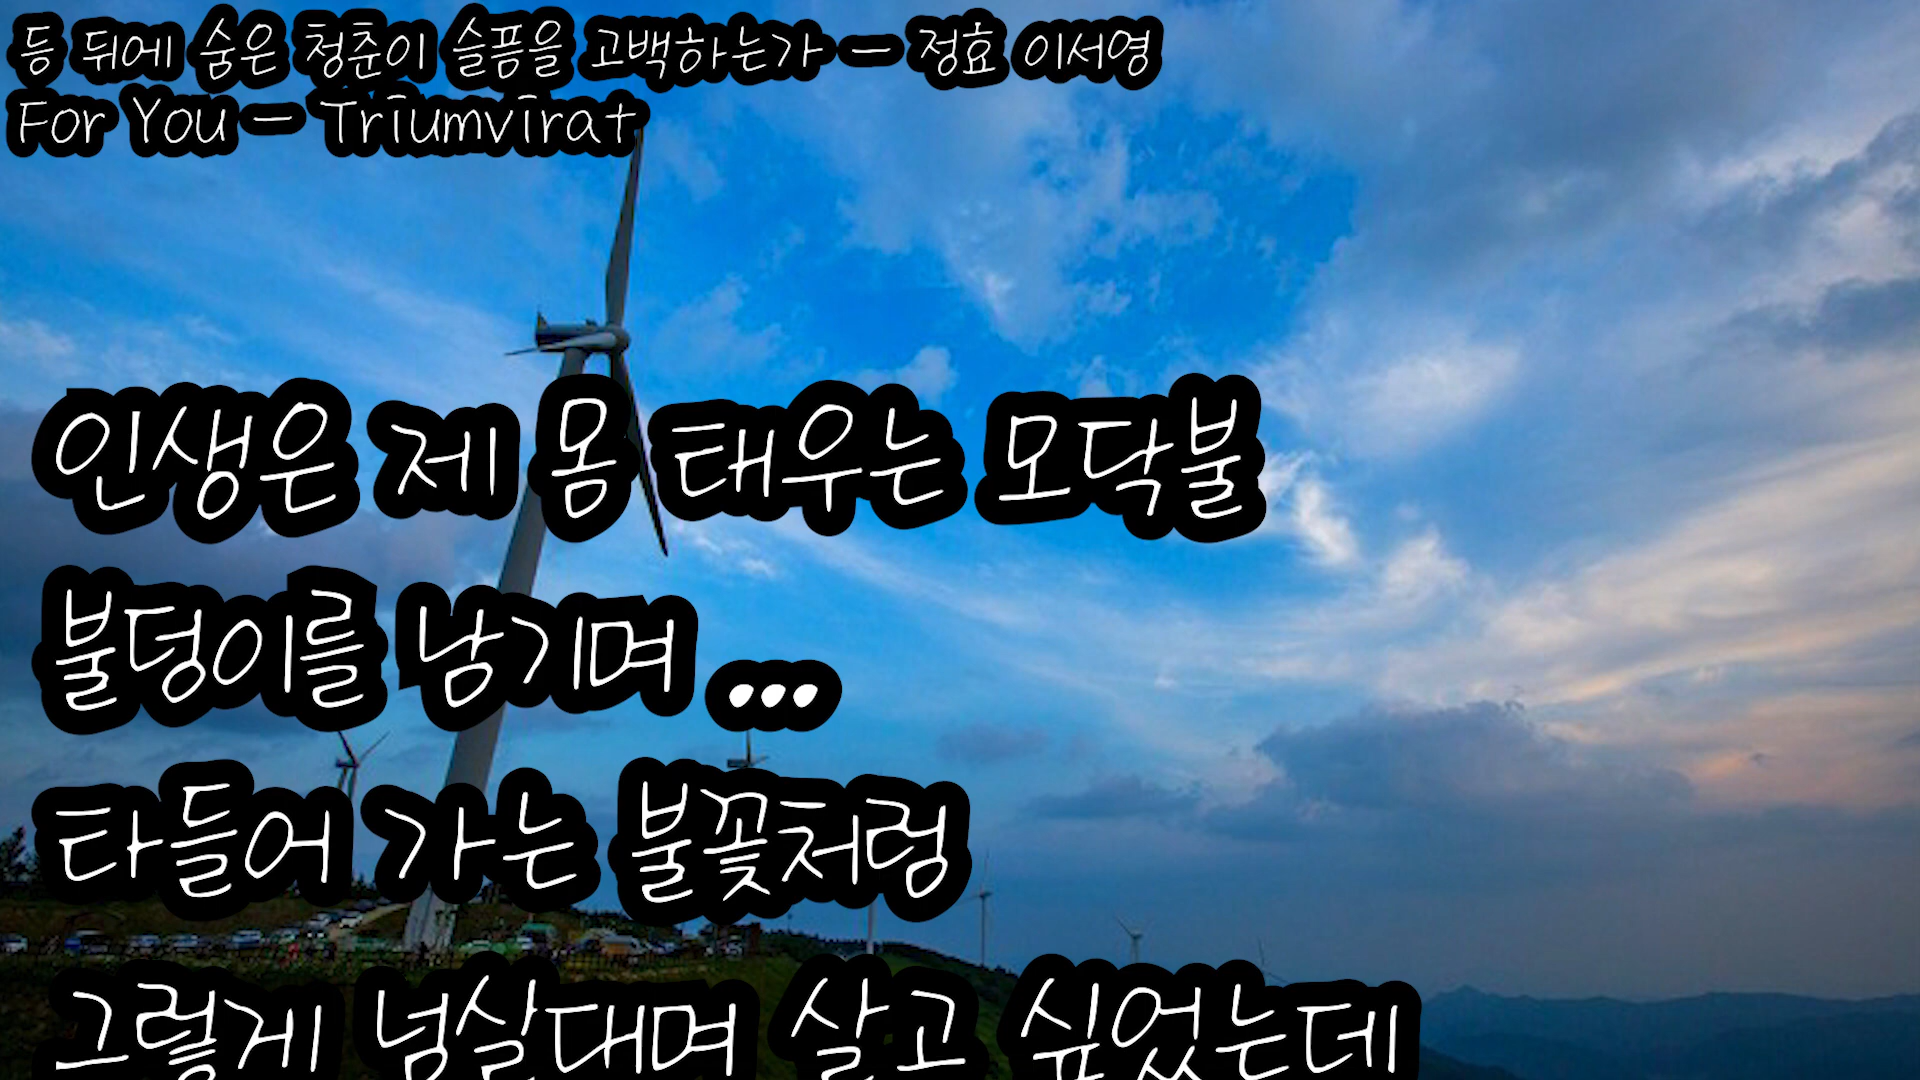 등 뒤에 숨은 청춘이 슬픔을 고백하는가 - 정효 이서영
For You - Triumvirat
인생은 제 몸 태우는 모닥불
불덩이를 남기며 ...
타들어 가는 불꽃처럼
그렇게 넘실대며 살고 싶었는데